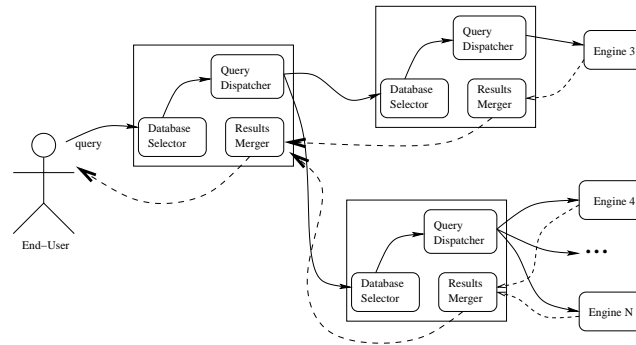 Query
Dispatcher
Database
Selector
Results
Merger
query
End-User
Query
Dispatcher
Database
Selector
Results
Merger
Engine 3
Query
Dispatcher
Database
Selector
Results
Merger
Engine 4
...
Engine N